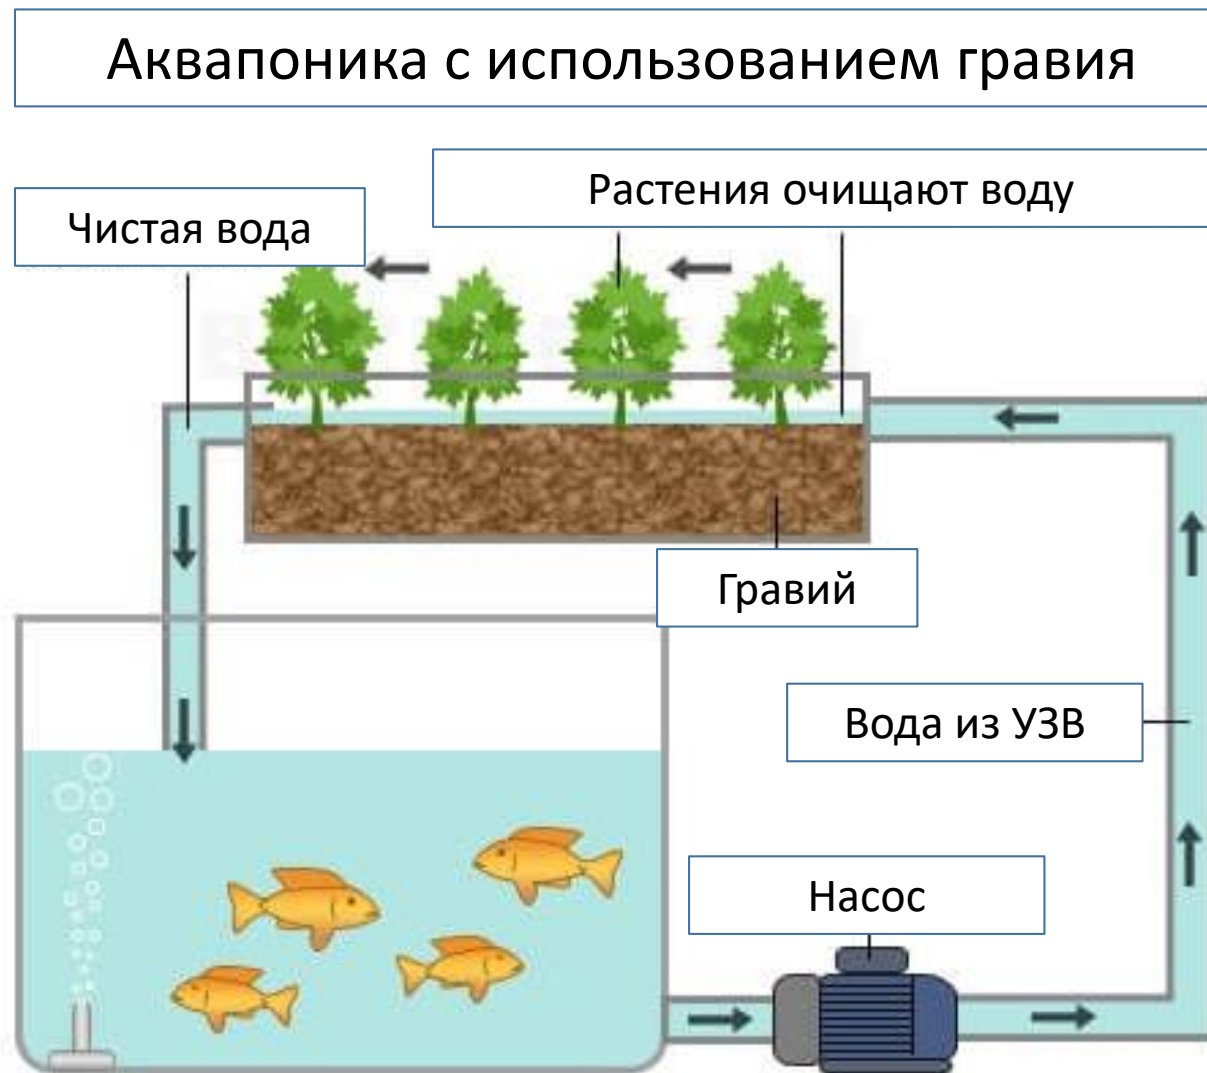 Аквапоника с использованием гравия
Растения очищают воду
Чистая вода
Гравий
Вода из УЗВ
Насос